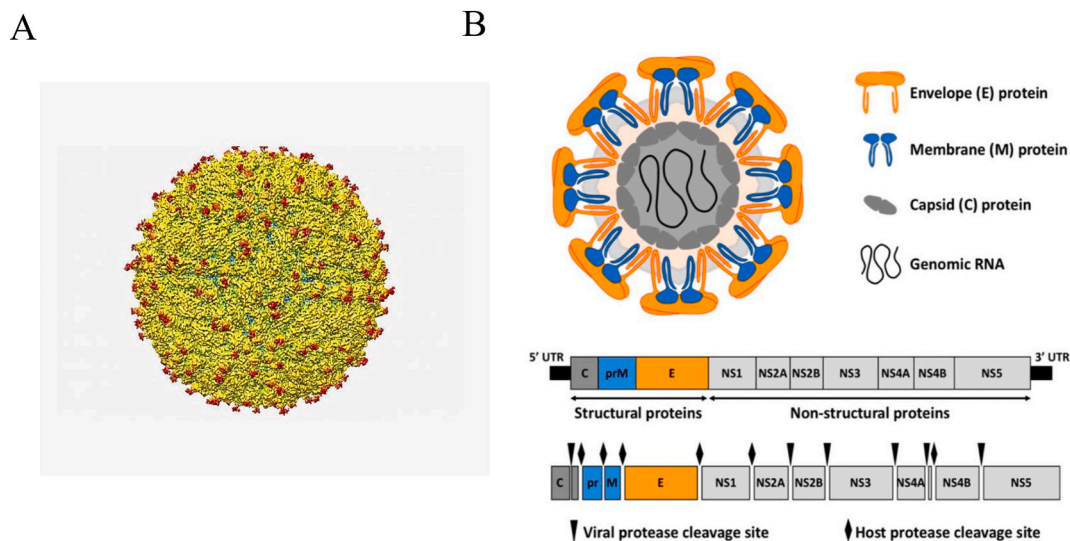 A
B
Envelope (E) protein
Membrane (M) protein
Capsid (C) protein
Genomic RNA
5’ UTR
3’ UTR
C prM E NS1 NS2A NS2B NS3 NS4A NS4B NS5
Structural proteins Non-structural proteins
C pr M E NS1 NS2A NS2B NS3 NS4A NS4B NS5
Viral protease cleavage site Host protease cleavage site